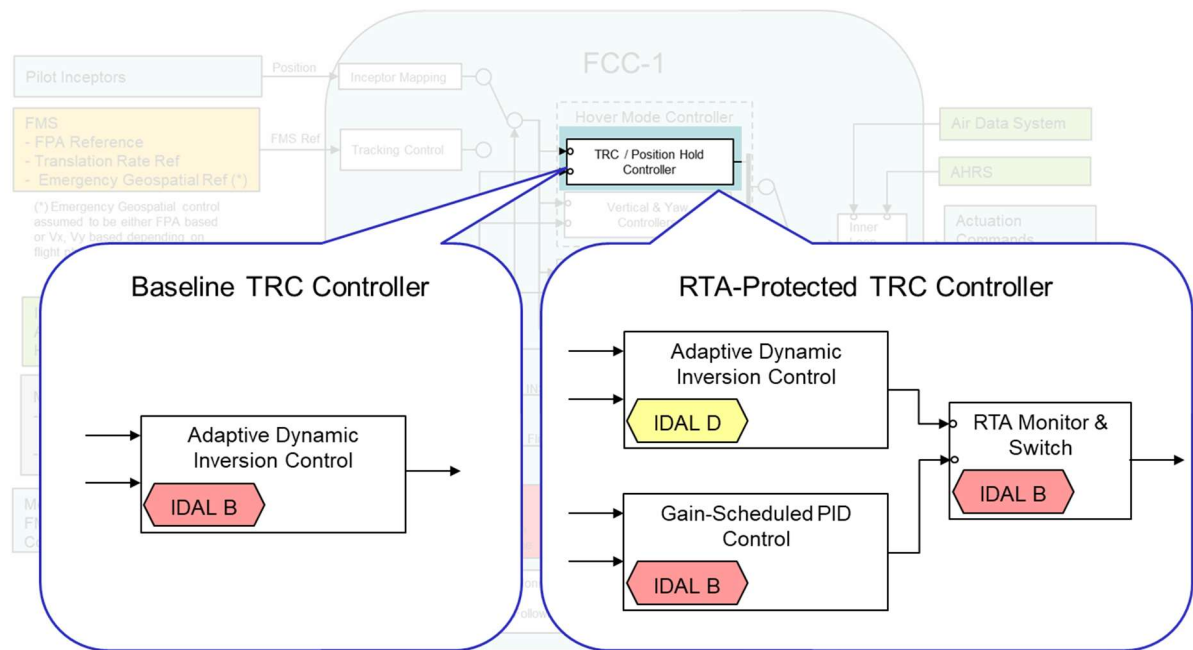 FCC-1
Pilot Inceptors
Position
Inceptor Mapping
FMS
- FPA Reference
- Translation Rate Ref
- Emergency Geospatial Ref (*)
FMS Ref
Tracking Control
Hover Mode Controller
TRC / Position Hold
Controller
Vertical & Yaw
Air Data System
AHRS
Inner
Actuation
Commands
(*) Emergency Geospatial control
assumed to be either FPA based
or Vx, Vy based depending on
flight
Baseline TRC Controller
Adaptive Dynamic
Inversion Control
IDAL B
RTA-Protected TRC Controller
Adaptive Dynamic
Inversion Control
IDAL D
Gain-Scheduled PID
Control
IDAL B
RTA Monitor &
Switch
IDAL B